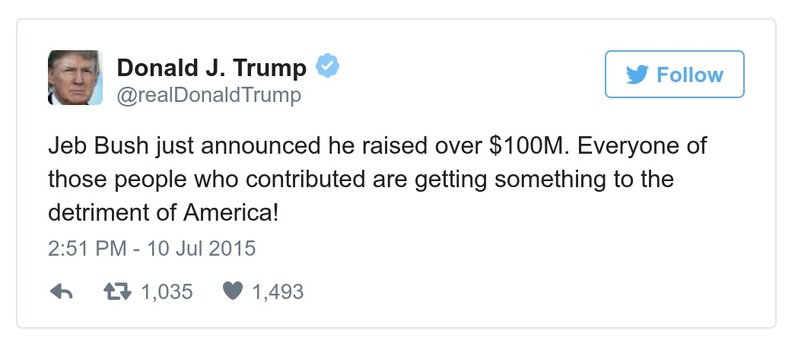 Donald J. Trump
Follow
@realDonaldTrump
Jeb Bush just announced he raised over $100M. Everyone of
those people who contributed are getting something to the
detriment of America!
2:51 PM - 10 Jul 2015
1,035 1,493